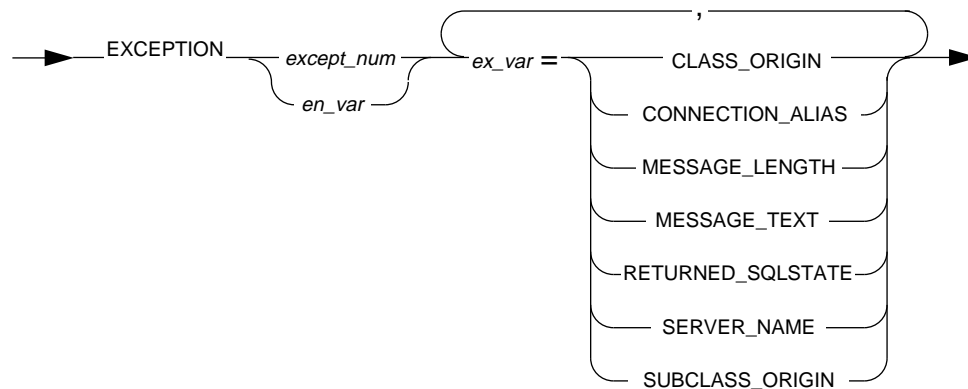 ,
EXCEPTION except_num ex_var = CLASS_ORIGIN
en_var CONNECTION_ALIAS
MESSAGE_LENGTH
MESSAGE_TEXT
RETURNED_SQLSTATE
SERVER_NAME
SUBCLASS_ORIGIN